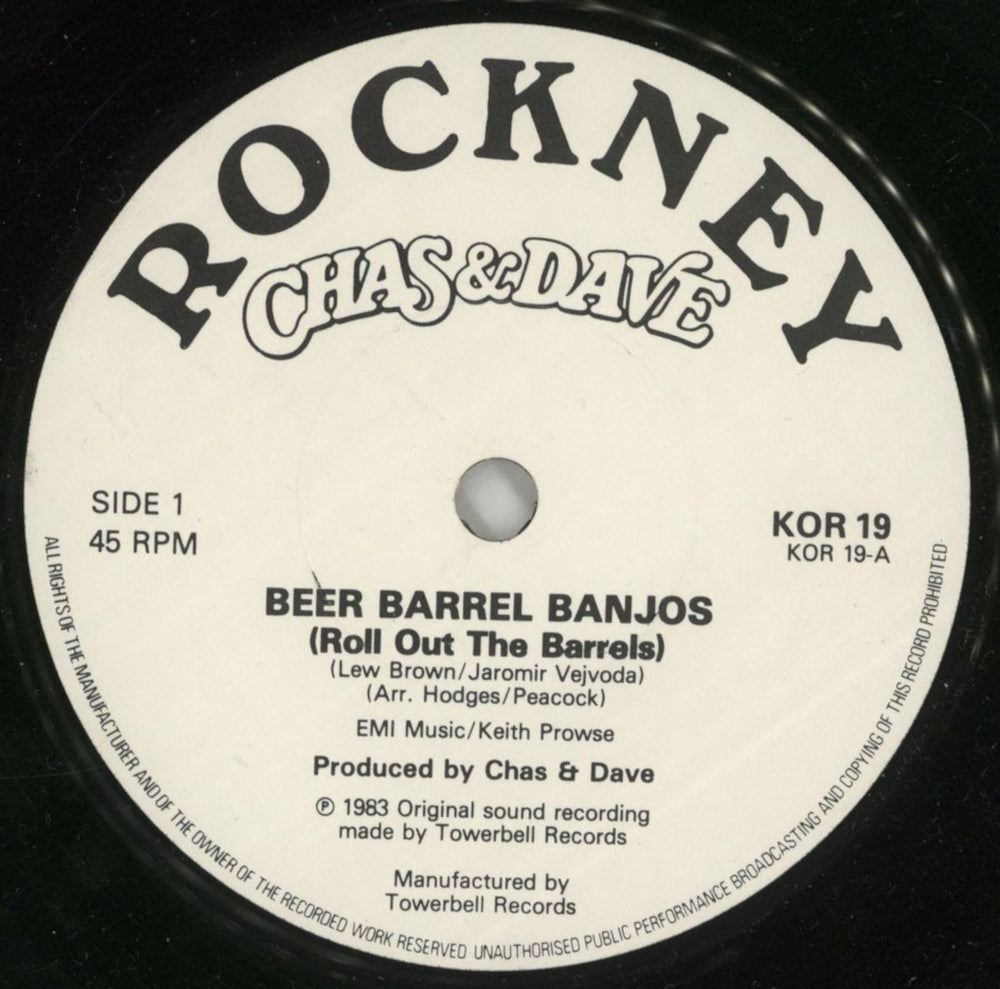 ROCKNEY
CHAS & DAVE
SIDE 1
45 RPM
KOR 19
KOR 19-A
BEER BARREL BANJOS
(Roll Out The Barrels)
(Lew Brown/Jaromir Vejvoda)
(Arr. Hodges/Peacock)
EMI Music/Keith Prowse
Produced by Chas & Dave
℗ 1983 Original sound recording
made by Towerbell Records
Manufactured by
Towerbell Records
ALL RIGHTS OF THE MANUFACTURER AND OF THE OWNER OF THE RECORDED WORK RESERVED UNAUTHORISED PUBLIC PERFORMANCE BROADCASTING AND COPYING OF THIS RECORD PROHIBITED·